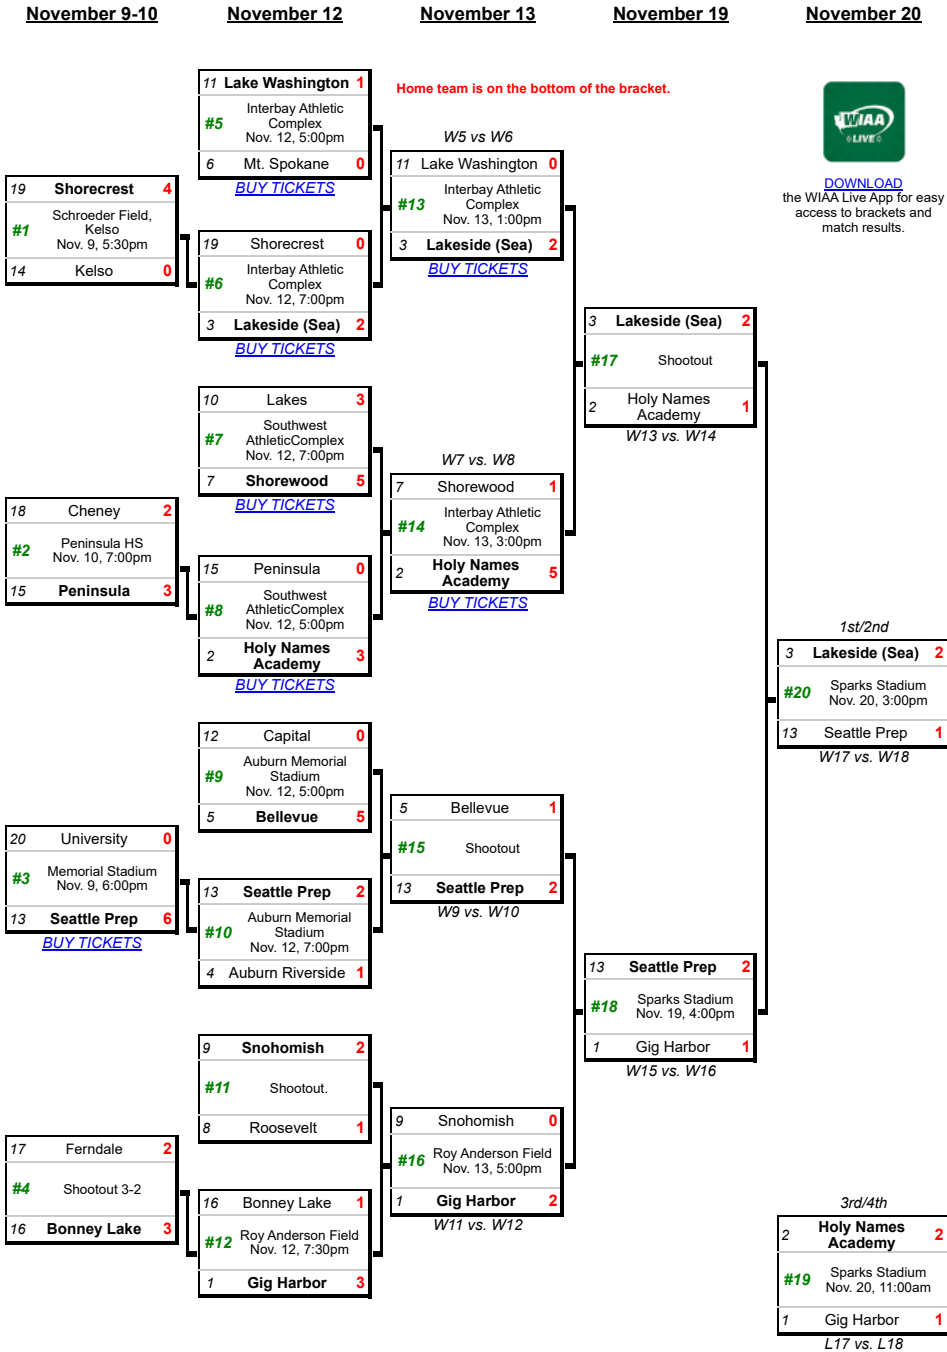 November 9-10
November 12
November 13
November 19
November 20
11 Lake Washington 1
#5 Interbay Athletic
Complex
Nov. 12, 5:00pm
6 Mt. Spokane 0
BUY TICKETS
Home team is on the bottom of the bracket.
WIAA
LIVE
DOWNLOAD
the WIAA Live App for easy
access to brackets and
match results.
W5 vs W6
11 Lake Washington 0
#13 Interbay Athletic
Complex
Nov. 13, 1:00pm
3 Lakeside (Sea) 2
BUY TICKETS
19 Shorecrest 4
#1 Schroeder Field,
Kelso
Nov. 9, 5:30pm
14 Kelso 0
19 Shorecrest 0
#6 Interbay Athletic
Complex
Nov. 12, 7:00pm
3 Lakeside (Sea) 2
BUY TICKETS
3 Lakeside (Sea) 2
#17 Shootout
2 Holy Names
Academy 1
W13 vs. W14
10 Lakes 3
#7 Southwest
AthleticComplex
Nov. 12, 7:00pm
7 Shorewood 5
BUY TICKETS
W7 vs. W8
7 Shorewood 1
#14 Interbay Athletic
Complex
Nov. 13, 3:00pm
2 Holy Names
Academy 5
BUY TICKETS
18 Cheney 2
#2 Peninsula HS
Nov. 10, 7:00pm
15 Peninsula 3
15 Peninsula 0
#8 Southwest
AthleticComplex
Nov. 12, 5:00pm
2 Holy Names
Academy 3
BUY TICKETS
1st/2nd
3 Lakeside (Sea) 2
#20 Sparks Stadium
Nov. 20, 3:00pm
13 Seattle Prep 1
W17 vs. W18
12 Capital 0
#9 Auburn Memorial
Stadium
Nov. 12, 5:00pm
5 Bellevue 5
5 Bellevue 1
#15 Shootout
13 Seattle Prep 2
W9 vs. W10
20 University 0
#3 Memorial Stadium
Nov. 9, 6:00pm
13 Seattle Prep 6
BUY TICKETS
13 Seattle Prep 2
#10 Auburn Memorial
Stadium
Nov. 12, 7:00pm
4 Auburn Riverside 1
13 Seattle Prep 2
#18 Sparks Stadium
Nov. 19, 4:00pm
1 Gig Harbor 1
W15 vs. W16
9 Snohomish 2
#11 Shootout.
8 Roosevelt 1
9 Snohomish 0
#16 Roy Anderson Field
Nov. 13, 5:00pm
1 Gig Harbor 2
W11 vs. W12
17 Ferndale 2
#4 Shootout 3-2
16 Bonney Lake 3
16 Bonney Lake 1
#12 Roy Anderson Field
Nov. 12, 7:30pm
1 Gig Harbor 3
3rd/4th
2 Holy Names
Academy 2
#19 Sparks Stadium
Nov. 20, 11:00am
1 Gig Harbor 1
L17 vs. L18